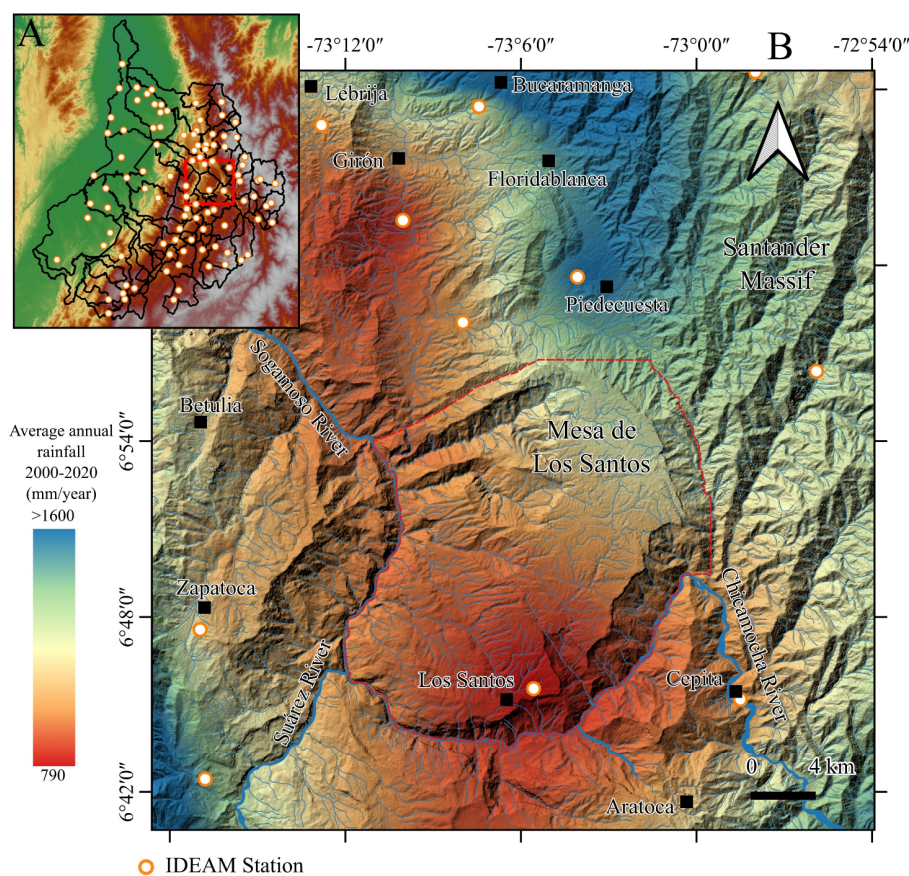 A
-73°12′0″
-73°6′0″
-73°0′0″
B
-72°54′0″
Lebrija
Bucaramanga
Girón
Floridablanca
Santander
Massif
Piedecuesta
Sogamoso River
Betulia
6°54′0″
Mesa de
Los Santos
Average annual
rainfall
2000-2020
(mm/year)
>1600
790
Zapatoca
6°48′0″
Chicamocha River
Suárez River
Los Santos
Cepita
0
4 km
6°42′0″
Aratoca
IDEAM Station